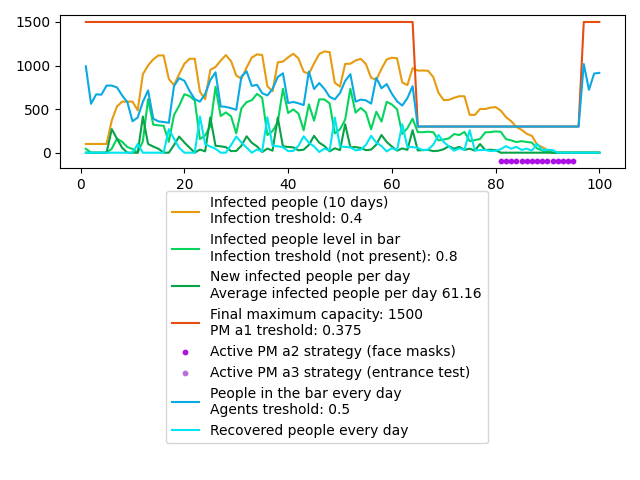 1500
1000
500
0
0
20
40
60
80
100
Infected people (10 days)
Infection treshold: 0.4
Infected people level in bar
Infection treshold (not present): 0.8
New infected people per day
Average infected people per day 61.16
Final maximum capacity: 1500
PM a1 treshold: 0.375
Active PM a2 strategy (face masks)
Active PM a3 strategy (entrance test)
People in the bar every day
Agents treshold: 0.5
Recovered people every day